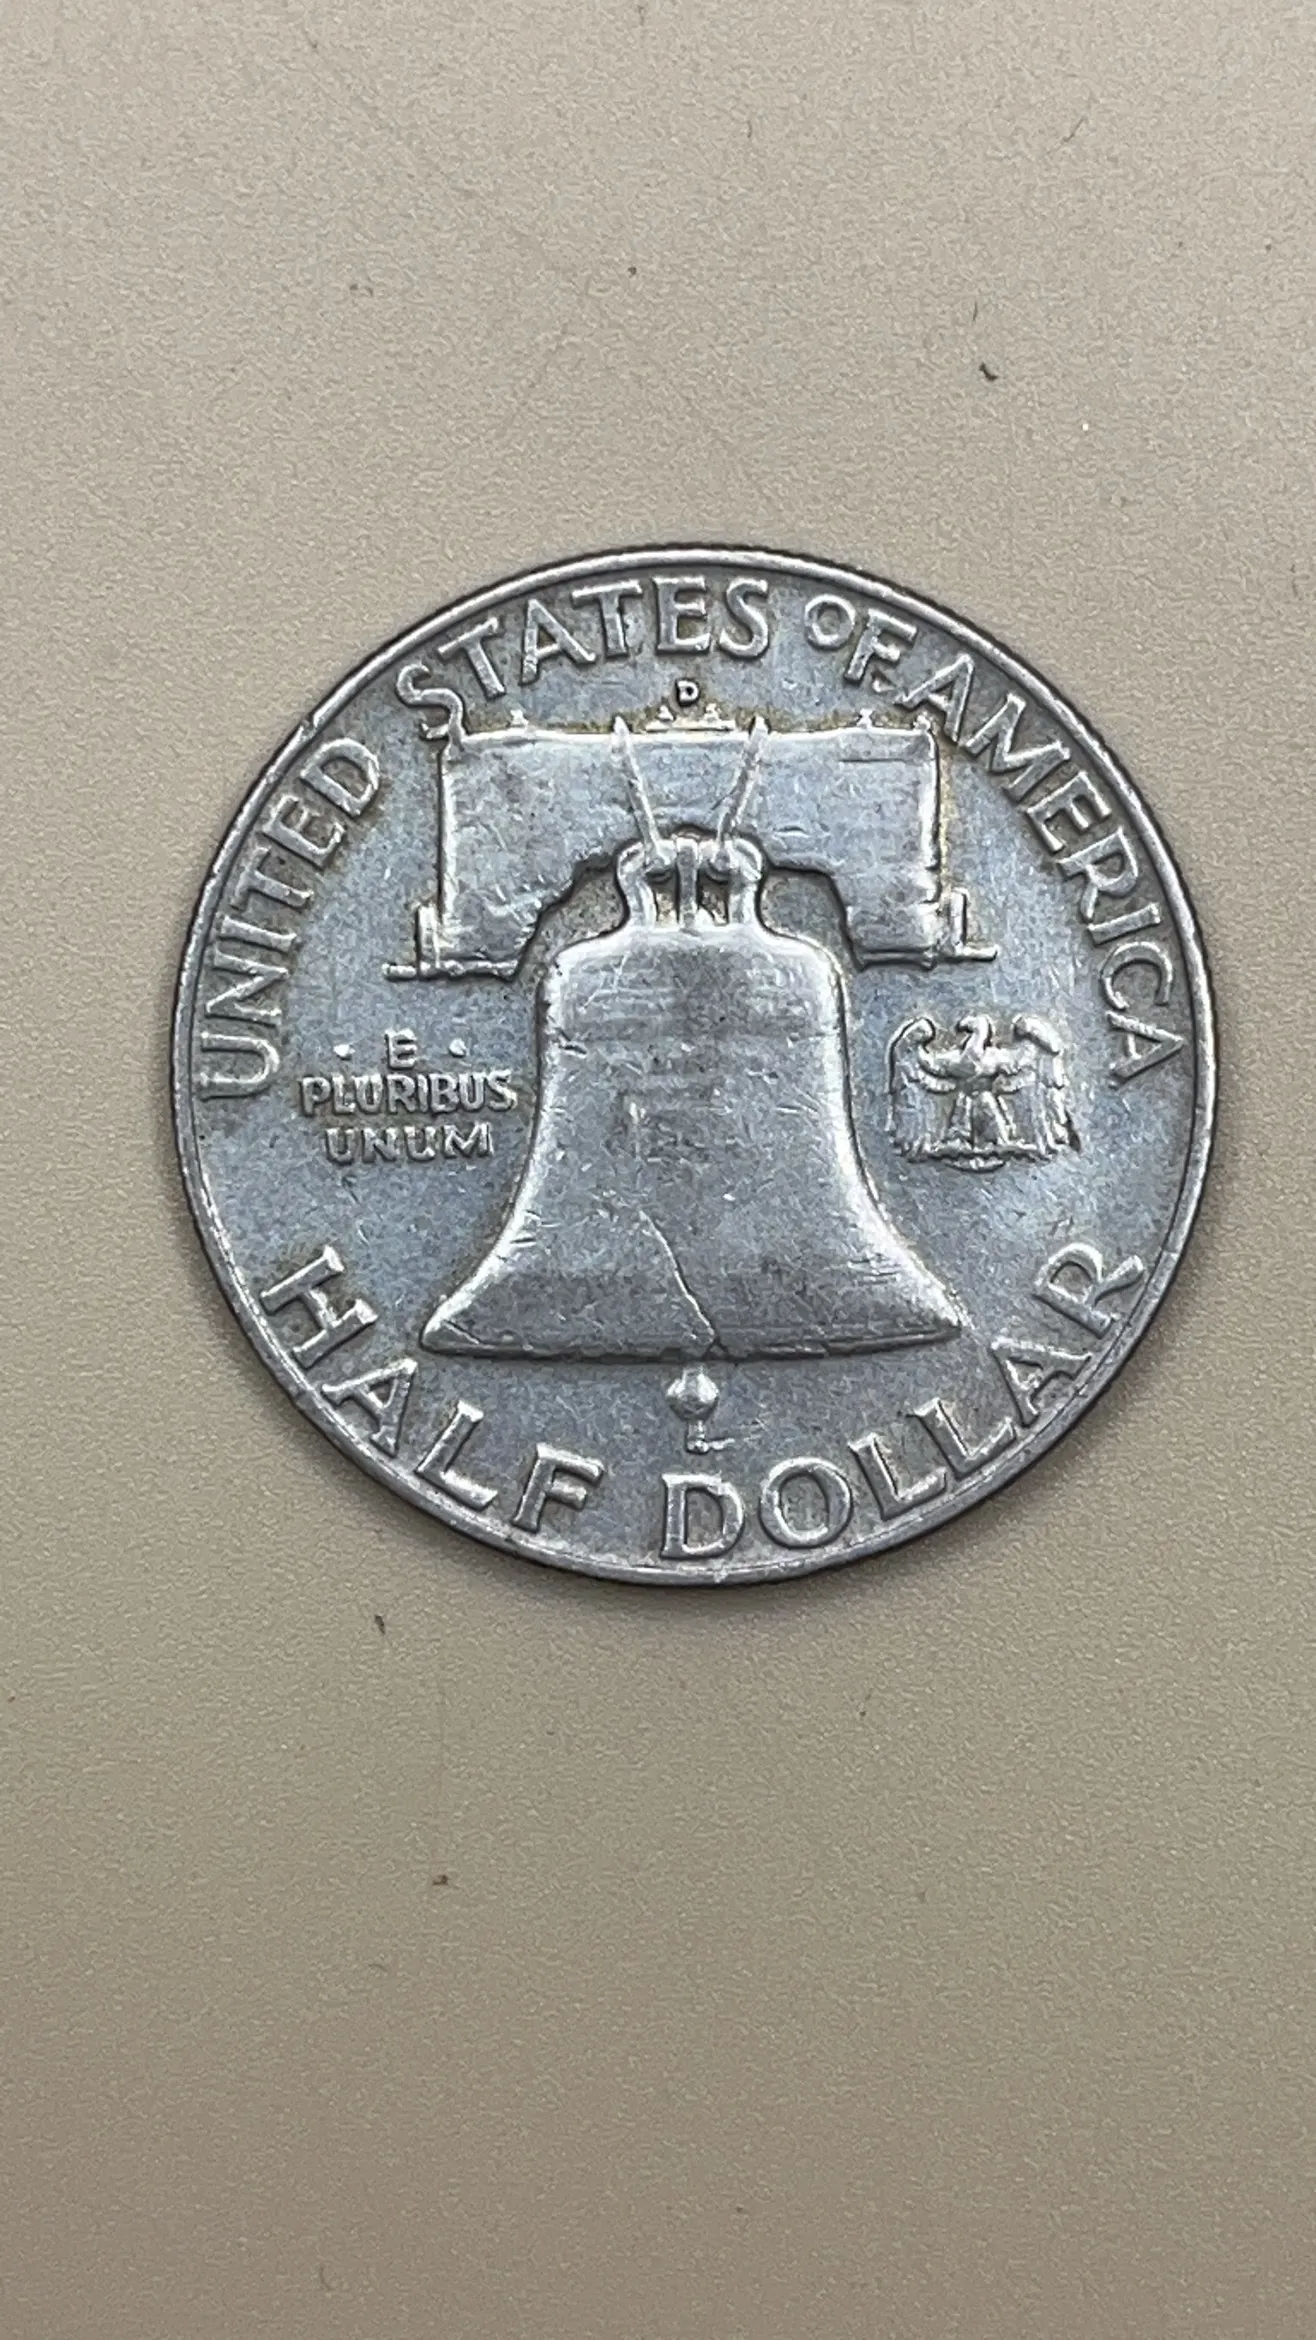 UNITED STATES OF AMERICA
D
· E ·
PLURIBUS
UNUM
HALF DOLLAR